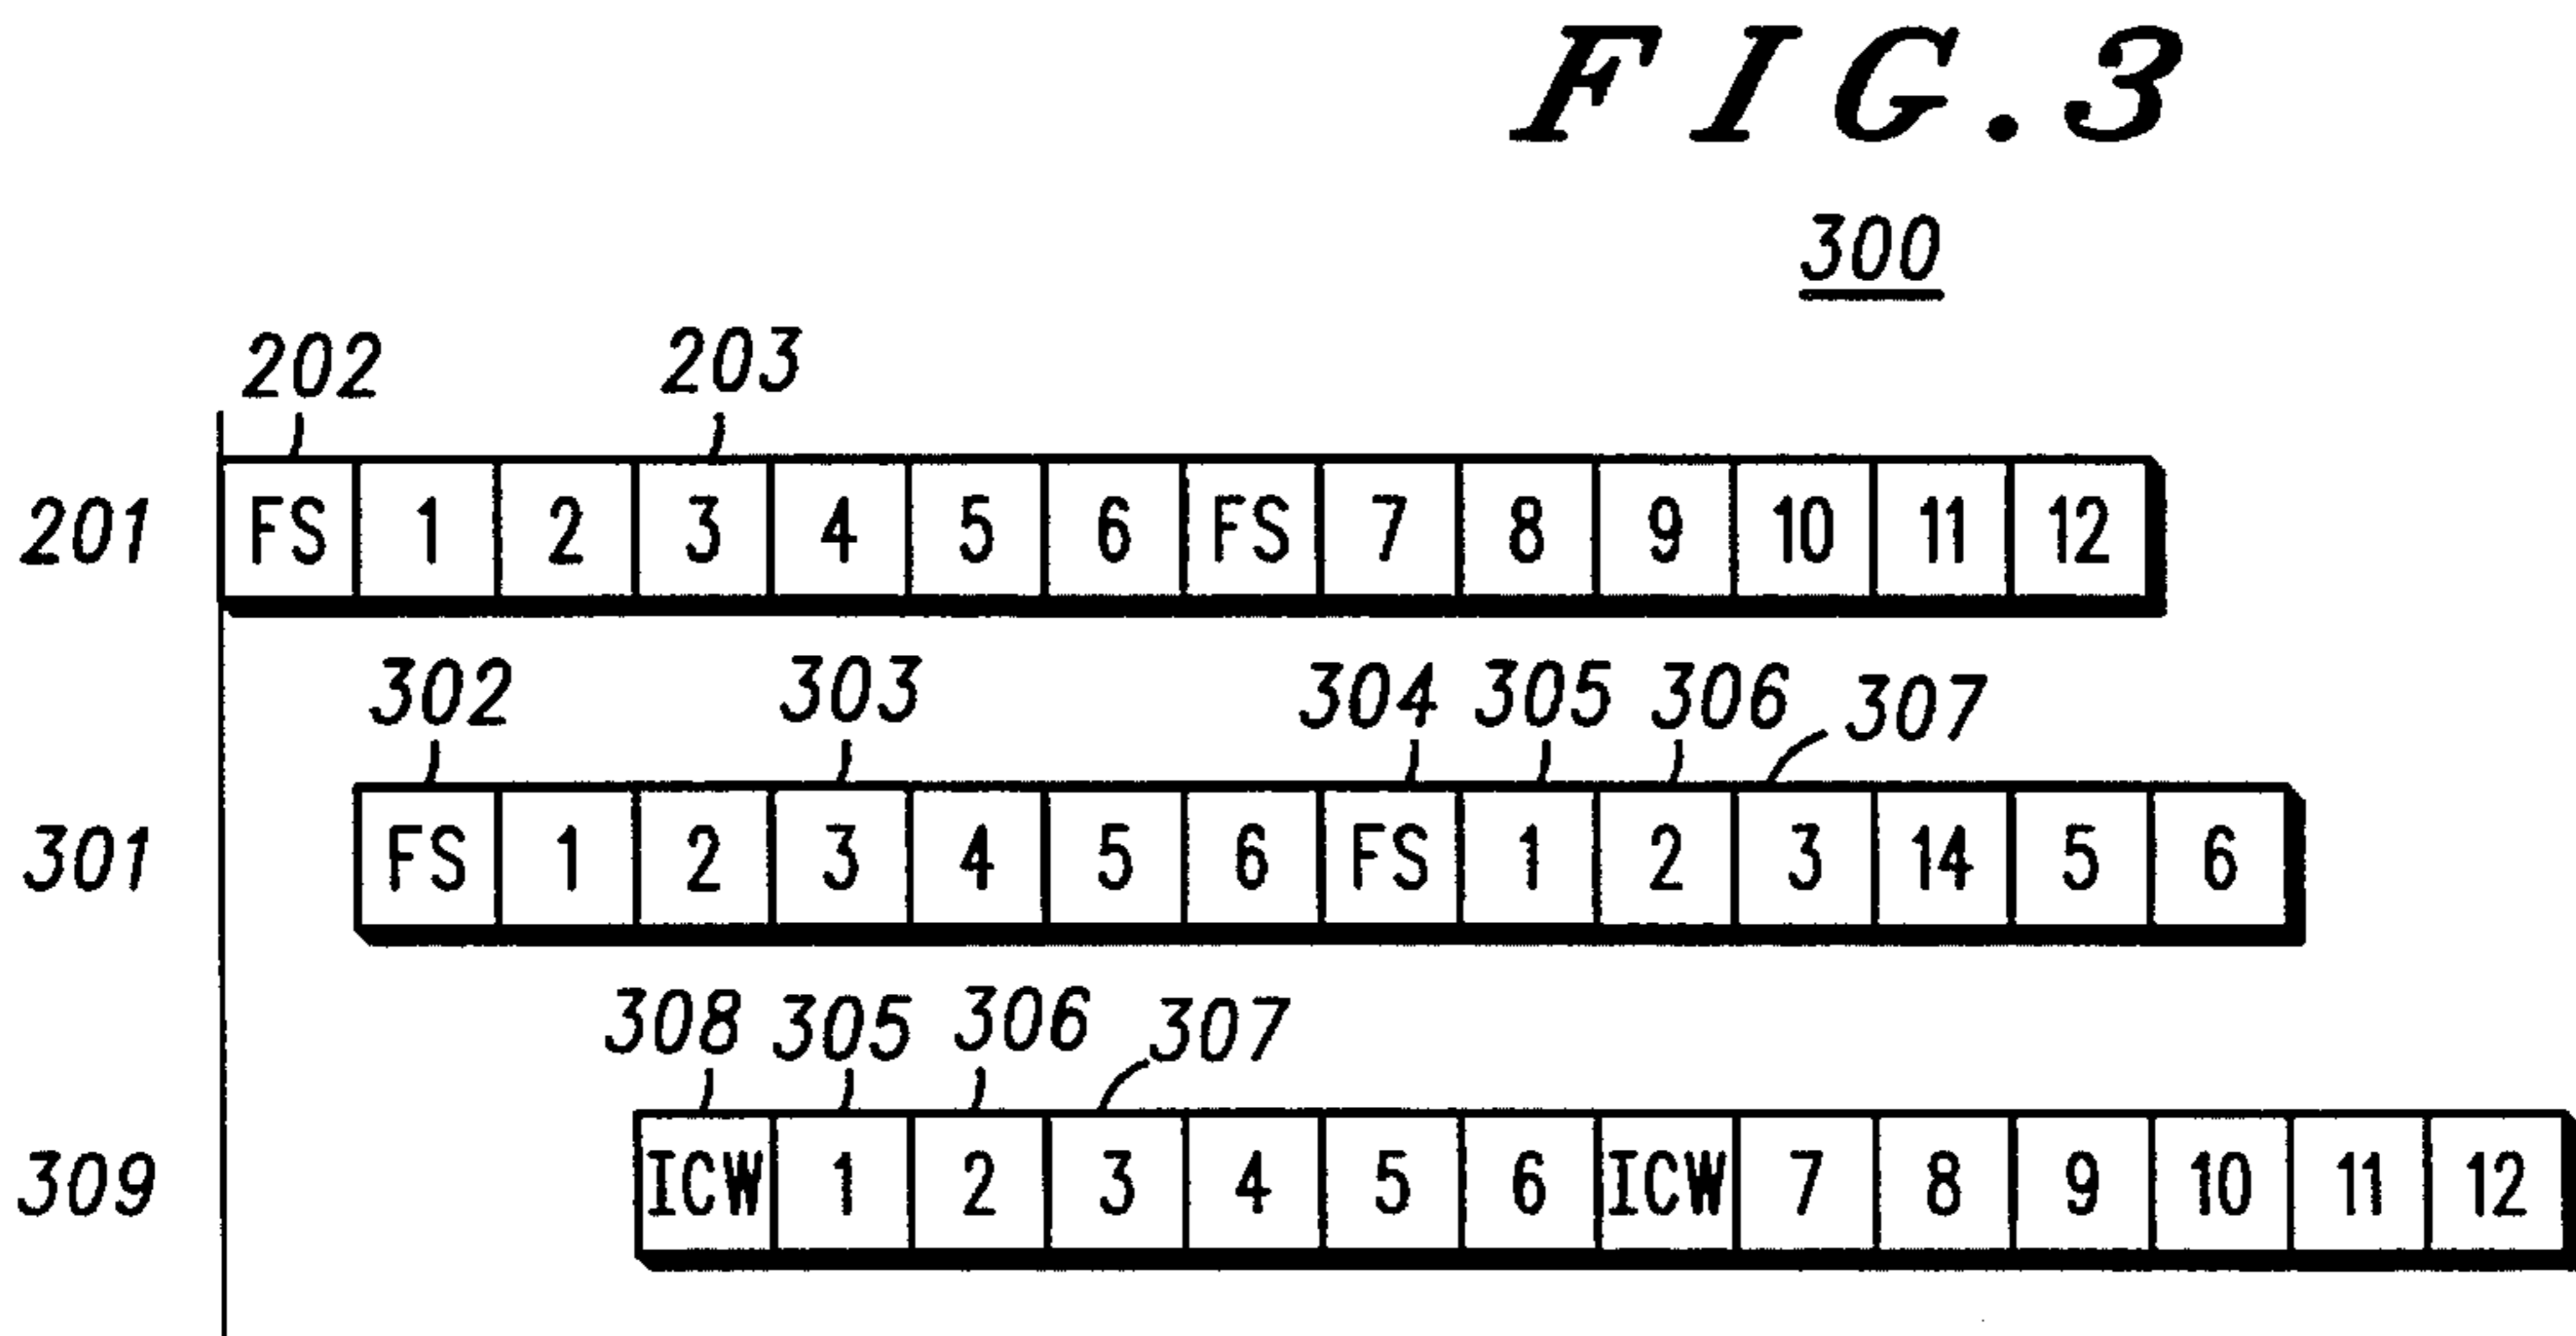 FIG.3
300
202 203
201 FS 1 2 3 4 5 6 FS 7 8 9 10 11 12
302 303 304 305 306 307
301 FS 1 2 3 4 5 6 FS 1 2 3 14 5 6
308 305 306 307
309 ICW 1 2 3 4 5 6 ICW 7 8 9 10 11 12